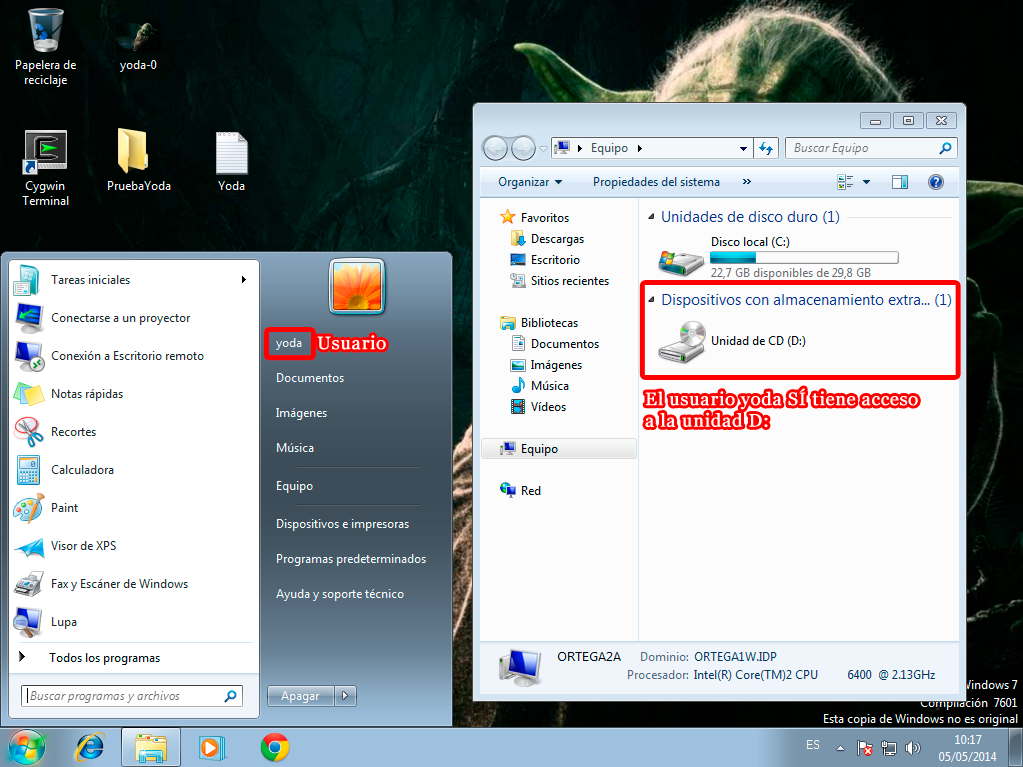 Papelera de
reciclaje
yoda-0
Cygwin
Terminal
PruebaYoda
Yoda
Tareas iniciales
Conectarse a un proyector
Conexión a Escritorio remoto
Notas rápidas
Recortes
Calculadora
Paint
Visor de XPS
Fax y Escáner de Windows
Lupa
Todos los programas
Buscar programas y archivos
yoda
Usuario
Documentos
Imágenes
Música
Equipo
Dispositivos e impresoras
Programas predeterminados
Ayuda y soporte técnico
Apagar
Equipo
Buscar Equipo
Organizar
Propiedades del sistema
»
Favoritos
Descargas
Escritorio
Sitios recientes
Bibliotecas
Documentos
Imágenes
Música
Vídeos
Equipo
Red
Unidades de disco duro (1)
Disco local (C:)
22,7 GB disponibles de 29,8 GB
Dispositivos con almacenamiento extra... (1)
Unidad de CD (D:)
El usuario yoda SÍ tiene acceso
a la unidad D:
ORTEGA2A Dominio: ORTEGA1W.IDP
Procesador: Intel(R) Core(TM)2 CPU 6400 @ 2.13GHz
Windows 7
Compilación 7601
Esta copia de Windows no es original
ES
10:17
05/05/2014